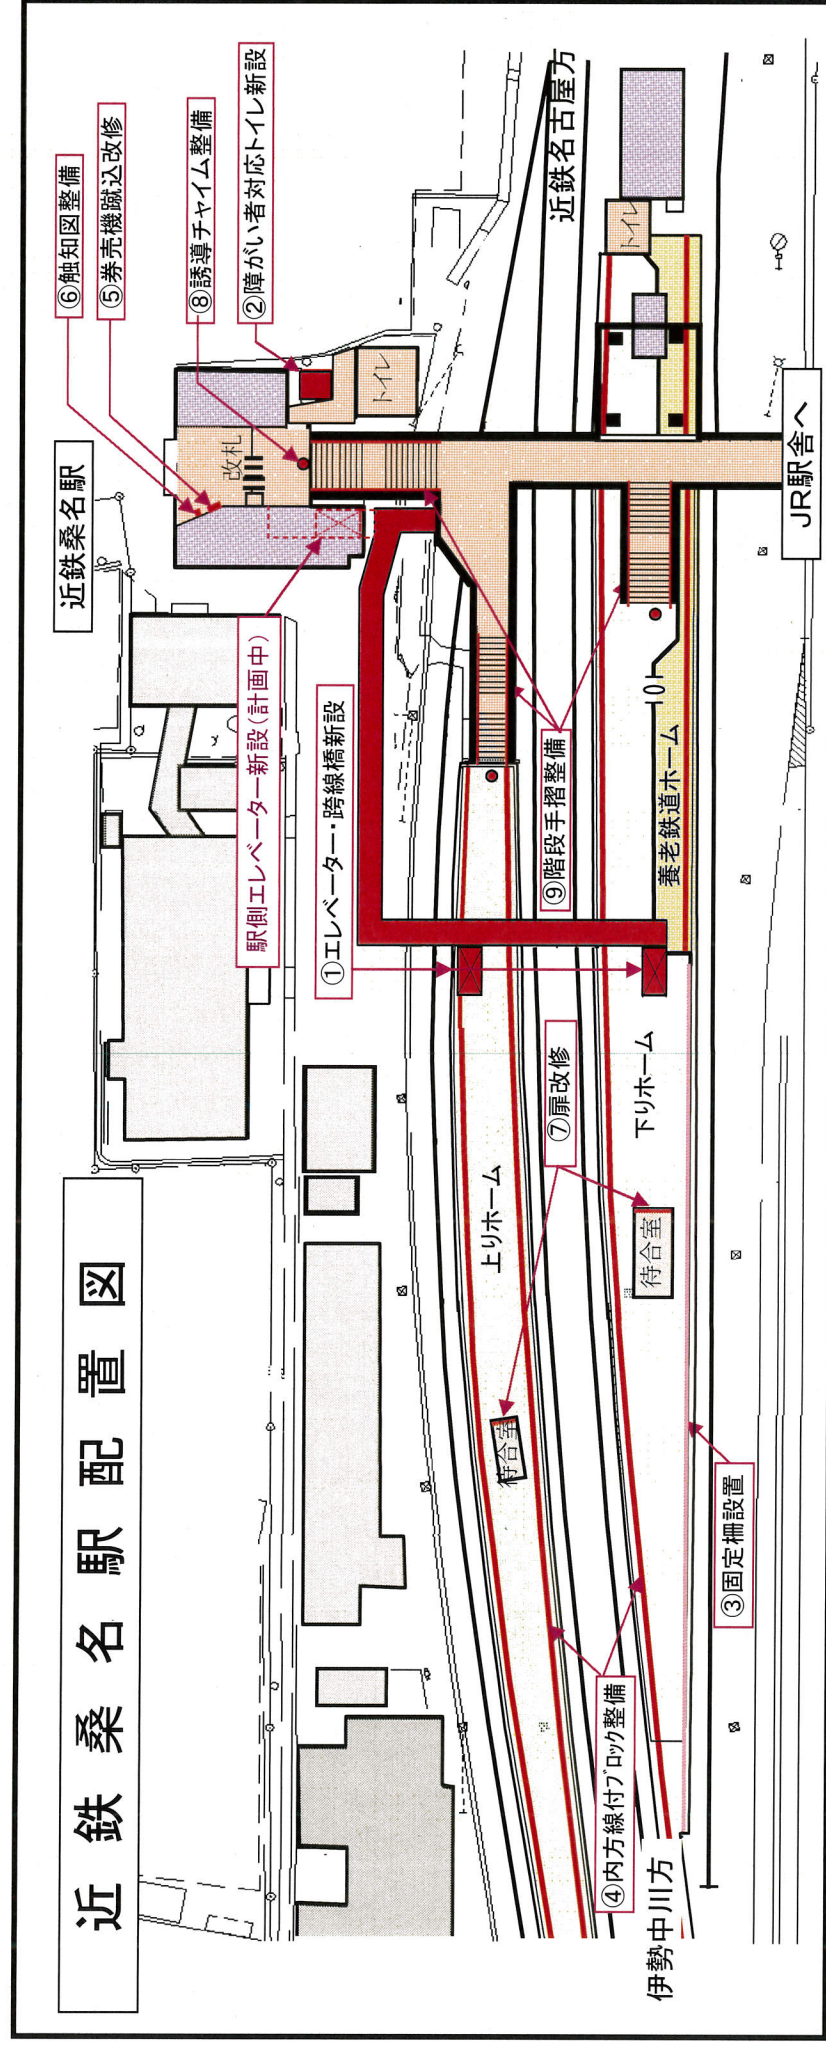 近鉄桑名駅配置図
近鉄桑名駅
⑥触知図整備
⑤券売機蹴込改修
⑧誘導チャイム整備
②障がい者対応トイレ新設
改札
トイレ
駅側エレベーター新設(計画中)
①エレベーター・跨線橋新設
近鉄名古屋方
トイレ
⑨階段手摺整備
養老鉄道ホーム
JR駅舎へ
上りホーム
⑦扉改修
下りホーム
待合室
待合室
③固定柵設置
④内方線付ブロック整備
伊勢中川方